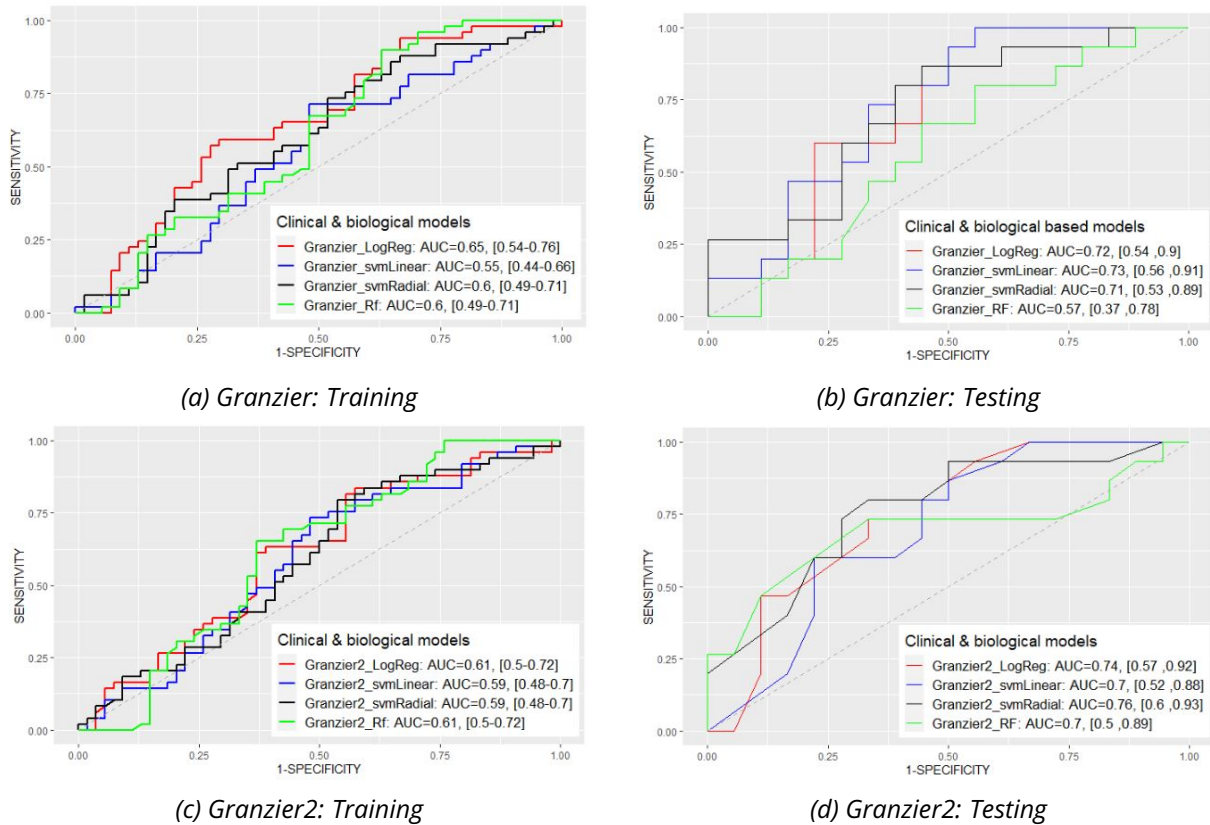 1.00
0.75
0.50
0.25
0.00
SENSITIVITY
Clinical & biological models
Granzier_LogReg: AUC=0.65, [0.54-0.76]
Granzier_svmLinear: AUC=0.55, [0.44-0.66]
Granzier_svmRadial: AUC=0.6, [0.49-0.71]
Granzier_Rf: AUC=0.6, [0.49-0.71]
0.00 0.25 0.50 0.75 1.00
1-SPECIFICITY
(a) Granzier: Training
1.00
0.75
0.50
0.25
0.00
SENSITIVITY
Clinical & biological based models
Granzier_LogReg: AUC=0.72, [0.54 ,0.9]
Granzier_svmLinear: AUC=0.73, [0.56 ,0.91]
Granzier_svmRadial: AUC=0.71, [0.53 ,0.89]
Granzier_RF: AUC=0.57, [0.37 ,0.78]
0.00 0.25 0.50 0.75 1.00
1-SPECIFICITY
(b) Granzier: Testing
1.00
0.75
0.50
0.25
0.00
SENSITIVITY
Clinical & biological models
Granzier2_LogReg: AUC=0.61, [0.5-0.72]
Granzier2_svmLinear: AUC=0.59, [0.48-0.7]
Granzier2_svmRadial: AUC=0.59, [0.48-0.7]
Granzier2_Rf: AUC=0.61, [0.5-0.72]
0.00 0.25 0.50 0.75 1.00
1-SPECIFICITY
(c) Granzier2: Training
1.00
0.75
0.50
0.25
0.00
SENSITIVITY
Clinical & biological models
Granzier2_LogReg: AUC=0.74, [0.57 ,0.92]
Granzier2_svmLinear: AUC=0.7, [0.52 ,0.88]
Granzier2_svmRadial: AUC=0.76, [0.6 ,0.93]
Granzier2_RF: AUC=0.7, [0.5 ,0.89]
0.00 0.25 0.50 0.75 1.00
1-SPECIFICITY
(d) Granzier2: Testing